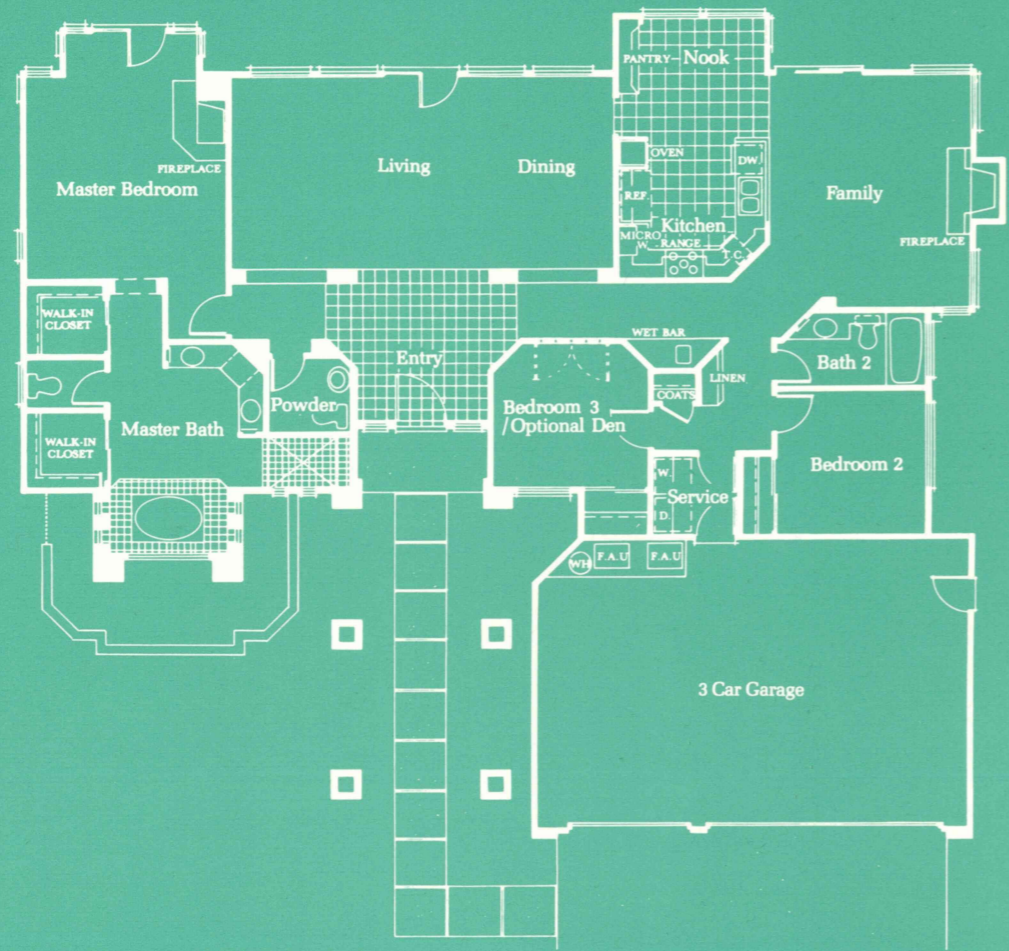 PANTRY
Nook
OVEN
DW.
FIREPLACE
Master Bedroom
Living
Dining
REF.
Family
Kitchen
MICRO
W.
RANGE
T.C.
FIREPLACE
WALK-IN
CLOSET
WET BAR
Entry
LINEN
Bath 2
COATS
Powder
Bedroom 3
/Optional Den
Master Bath
WALK-IN
CLOSET
Bedroom 2
W.
Service
D.
WH
F.A.U
F.A.U
3 Car Garage